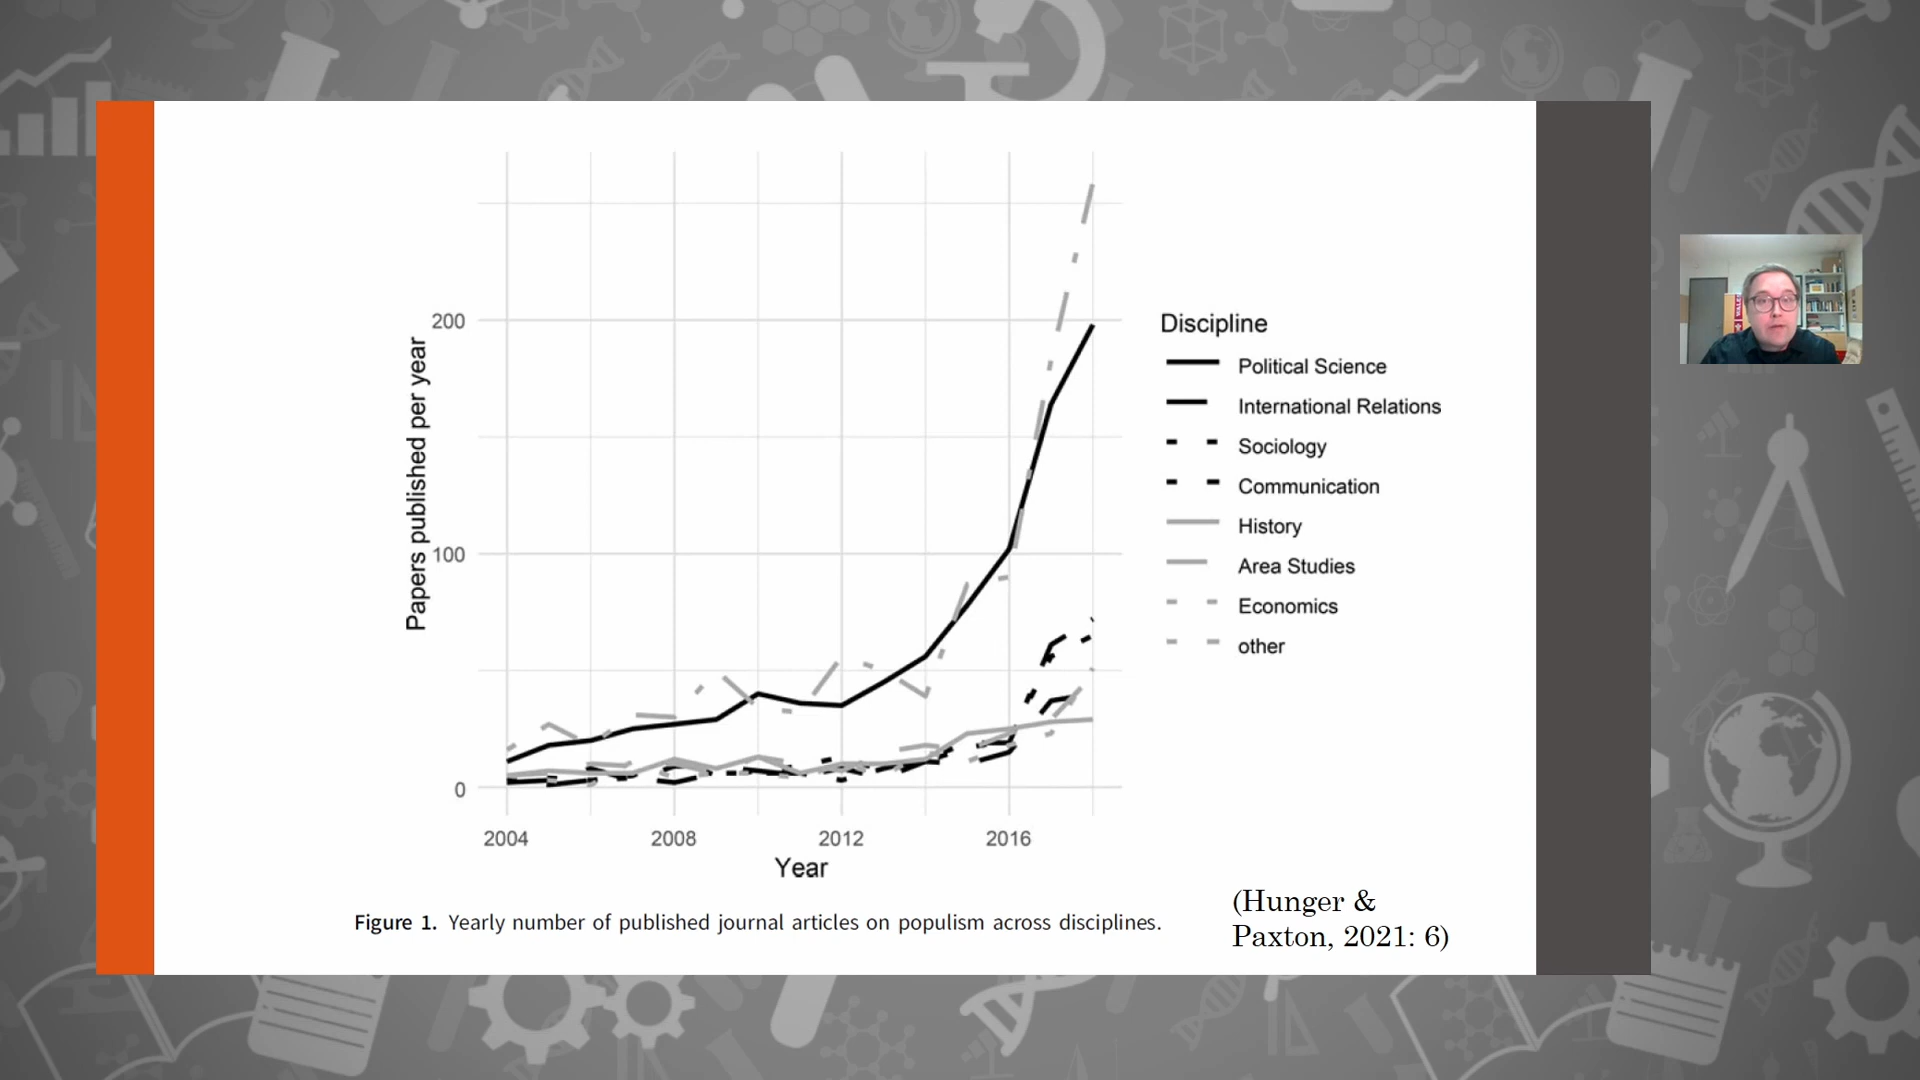 200
100
0
Papers published per year
2004 2008 2012 2016
Year
Discipline
Political Science
International Relations
Sociology
Communication
History
Area Studies
Economics
other
Figure 1. Yearly number of published journal articles on populism across disciplines.
(Hunger &
Paxton, 2021: 6)